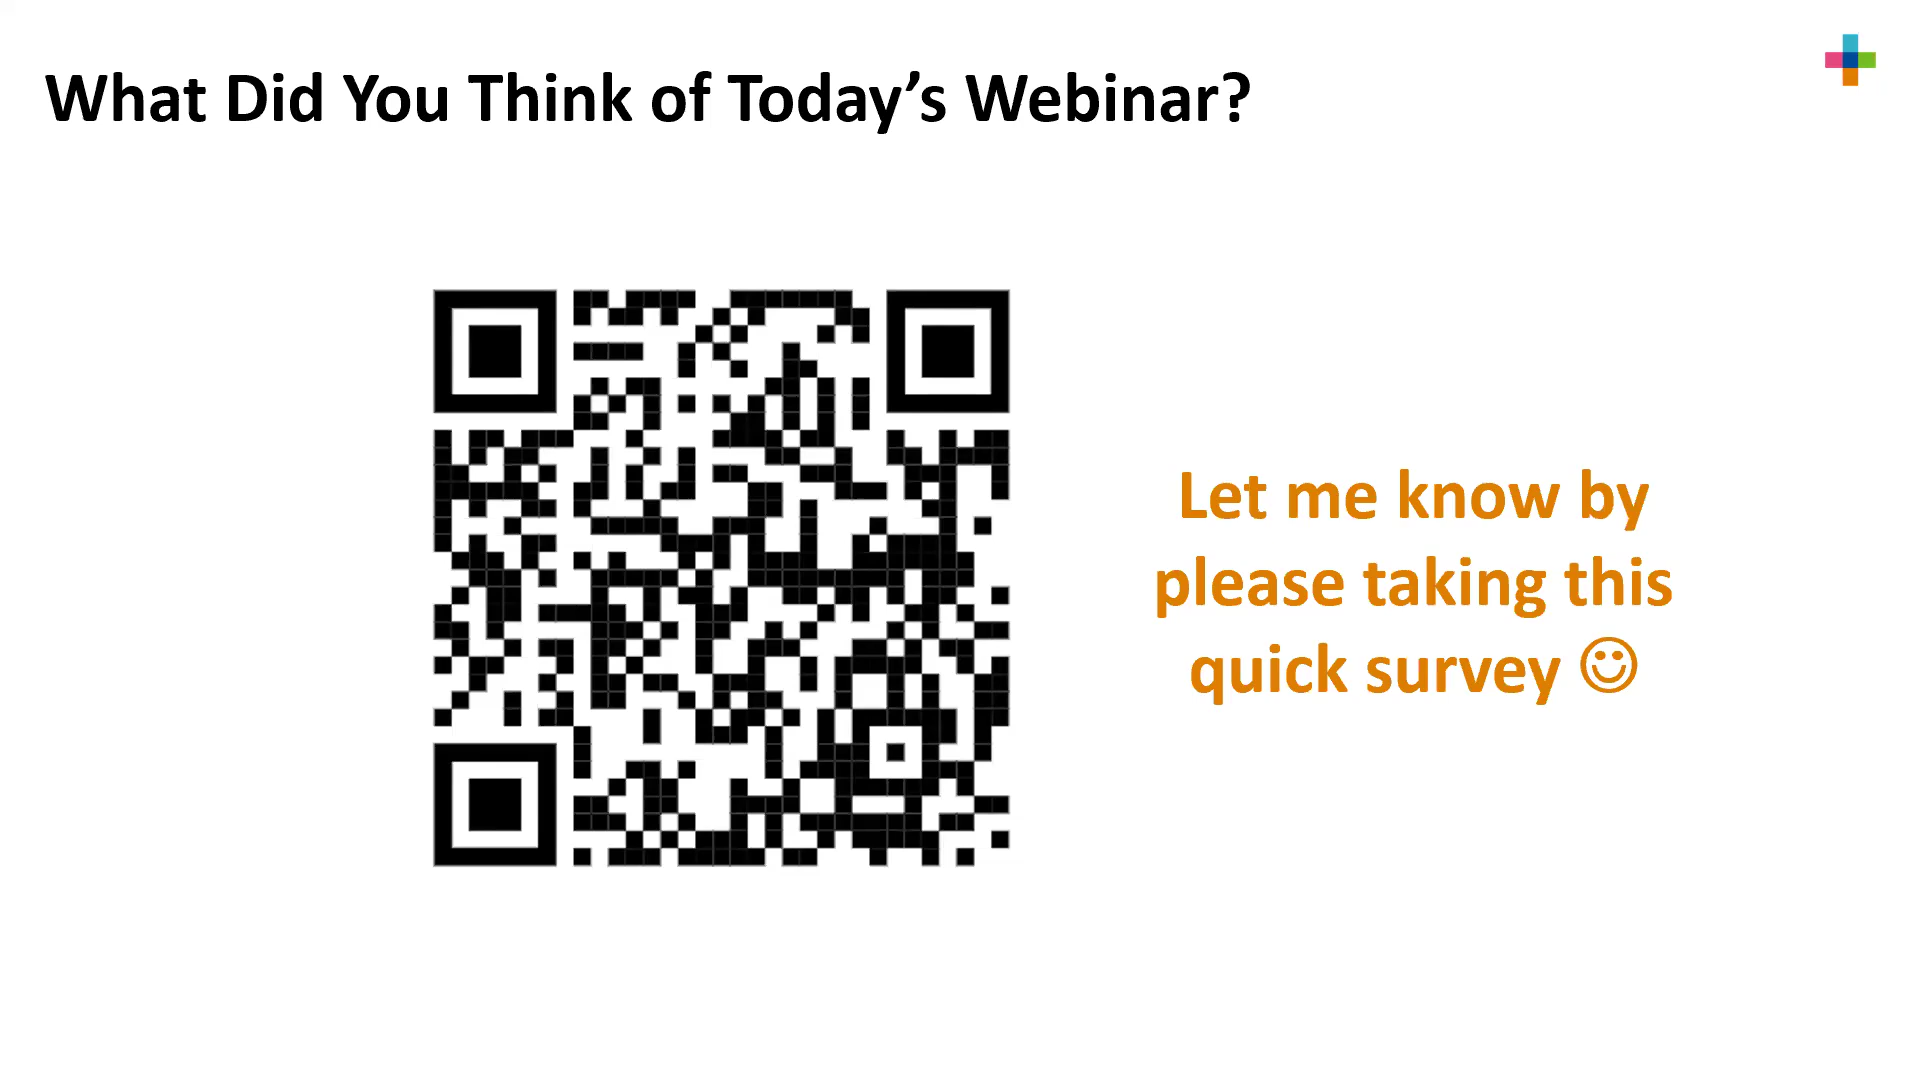 What Did You Think of Today’s Webinar?
Let me know by
please taking this
quick survey ☺